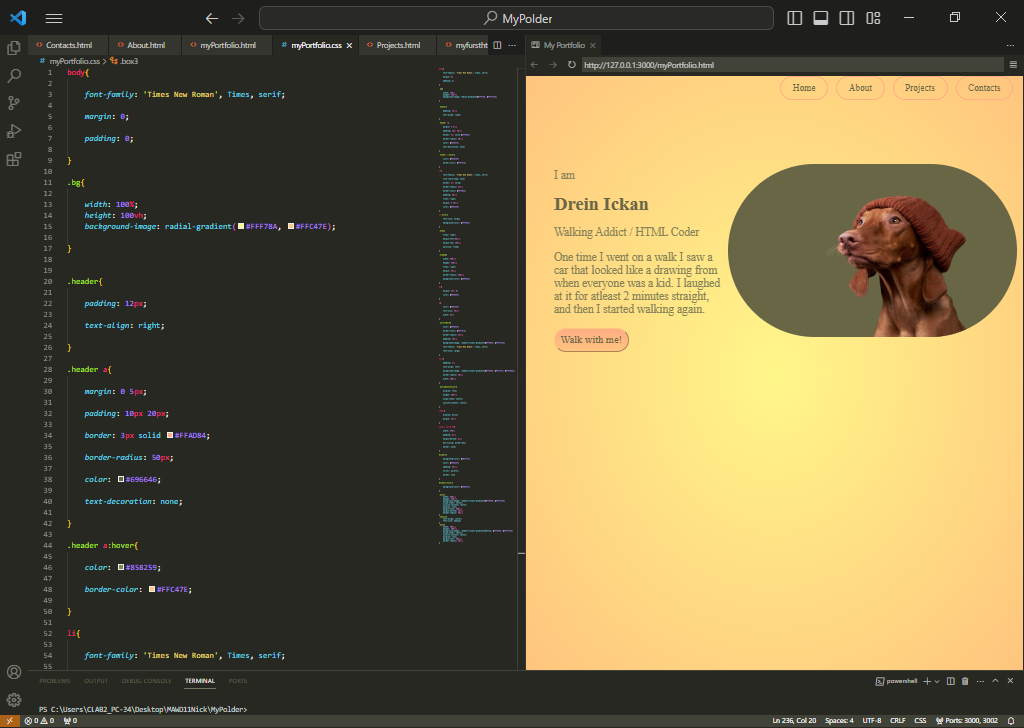 MyPolder
Contacts.html
About.html
myPortfolio.html
myPortfolio.css
Projects.html
myfurstht
My Portfolio
# myPortfolio.css > .box3
http://127.0.0.1:3000/myPortfolio.html
1 body{
2
3 font-family: 'Times New Roman', Times, serif;
4
5 margin: 0;
6
7 padding: 0;
8
9 }
10
11 .bg{
12
13 width: 100%;
14 height: 100vh;
15 background-image: radial-gradient(#FFF78A, #FFC47E);
16
17 }
18
19
20 .header{
21
22 padding: 12px;
23
24 text-align: right;
25
26 }
27
28 .header a{
29
30 margin: 0 5px;
31
32 padding: 10px 20px;
33
34 border: 3px solid #FFAD84;
35
36 border-radius: 50px;
37
38 color: #696646;
39
40 text-decoration: none;
41
42 }
43
44 .header a:hover{
45
46 color: #858259;
47
48 border-color: #FFC47E;
49
50 }
51
52 li{
53
54 font-family: 'Times New Roman', Times, serif;
55
Home
About
Projects
Contacts
I am
Drein Ickan
Walking Addict / HTML Coder
One time I went on a walk I saw a
car that looked like a drawing from
when everyone was a kid. I laughed
at it for atleast 2 minutes straight,
and then I started walking again.
Walk with me!
PROBLEMS
OUTPUT
DEBUG CONSOLE
TERMINAL
PORTS
powershell
PS C:\Users\CLAB2_PC-34\Desktop\MAWD11Nick\MyPolder>
0 0 0
Ln 236, Col 20
Spaces: 4
UTF-8
CRLF
CSS
Ports: 3000, 3002